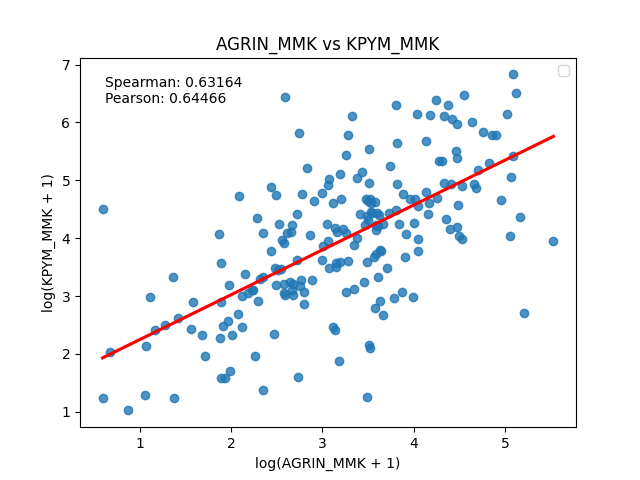 AGRIN_MMK vs KPYM_MMK
Spearman: 0.63164
Pearson: 0.64466
7
6
5
4
3
2
1
log(KPYM_MMK + 1)
1 2 3 4 5
log(AGRIN_MMK + 1)